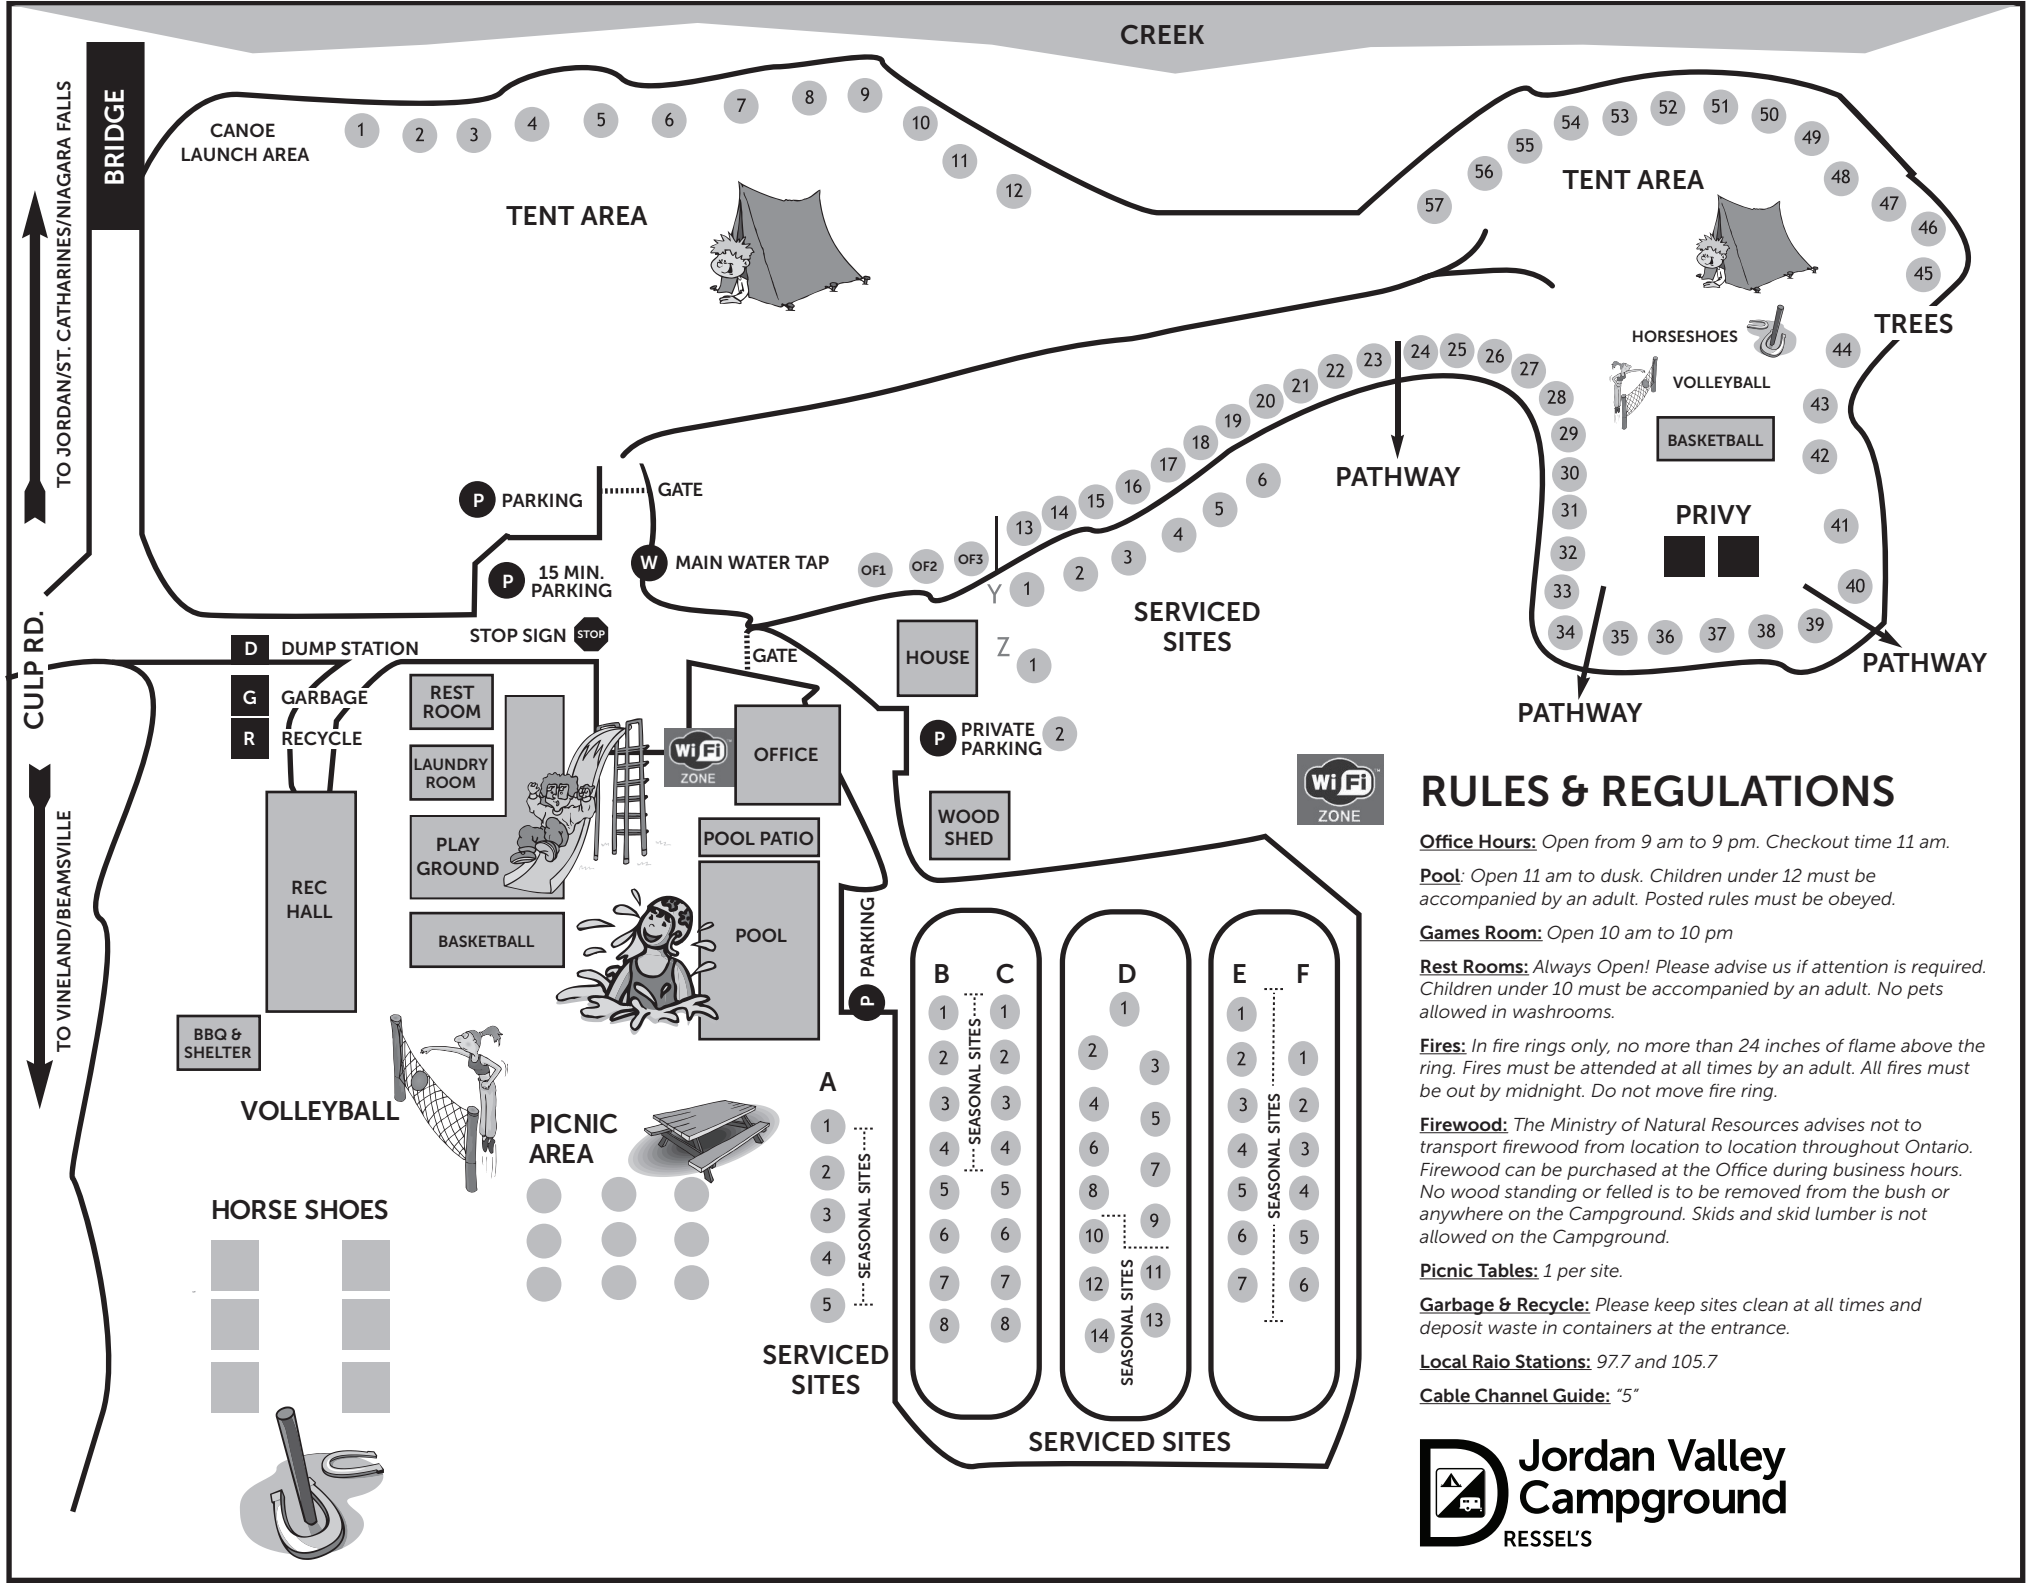 CREEK
BRIDGE
TO JORDAN/ST. CATHARINES/NIAGARA FALLS
CANOE
LAUNCH AREA
1 2 3 4 5 6 7 8 9 10 11 12
TENT AREA
57 56 55 54 53 52 51 50 49 48 47 46 45
TENT AREA
TREES
HORSESHOES
VOLLEYBALL
BASKETBALL
44
43
42
41
40
PRIVY
13 14 15 16 17 18 19 20 21 22 23 24 25 26 27 28 29 30 31 32 33 34 35 36 37 38 39
PATHWAY
PATHWAY
PATHWAY
P PARKING
GATE
P 15 MIN.
PARKING
W MAIN WATER TAP
OF1 OF2 OF3
Y 1 2 3 4 5 6
SERVICED
SITES
STOP SIGN STOP
GATE
HOUSE
Z 1
2
P PRIVATE
PARKING
CULP RD.
D DUMP STATION
G GARBAGE
R RECYCLE
REST
ROOM
LAUNDRY
ROOM
PLAY
GROUND
BASKETBALL
REC
HALL
WiFi
ZONE
OFFICE
POOL PATIO
POOL
WOOD
SHED
P PARKING
TO VINELAND/BEAMSVILLE
BBQ &
SHELTER
VOLLEYBALL
HORSE SHOES
PICNIC
AREA
A
1
2
3
4
5
SEASONAL SITES
SERVICED
SITES
B
1
2
3
4
5
6
7
8
SEASONAL SITES
C
1
2
3
4
5
6
7
8
D
1
2
3
4
5
6
7
8
9
10
11
12
13
14
SEASONAL SITES
E
1
2
3
4
5
6
7
SEASONAL SITES
F
1
2
3
4
5
6
SERVICED SITES
WiFi™
ZONE
RULES & REGULATIONS
Office Hours: Open from 9 am to 9 pm. Checkout time 11 am.
Pool: Open 11 am to dusk. Children under 12 must be
accompanied by an adult. Posted rules must be obeyed.
Games Room: Open 10 am to 10 pm
Rest Rooms: Always Open! Please advise us if attention is required.
Children under 10 must be accompanied by an adult. No pets
allowed in washrooms.
Fires: In fire rings only, no more than 24 inches of flame above the
ring. Fires must be attended at all times by an adult. All fires must
be out by midnight. Do not move fire ring.
Firewood: The Ministry of Natural Resources advises not to
transport firewood from location to location throughout Ontario.
Firewood can be purchased at the Office during business hours.
No wood standing or felled is to be removed from the bush or
anywhere on the Campground. Skids and skid lumber is not
allowed on the Campground.
Picnic Tables: 1 per site.
Garbage & Recycle: Please keep sites clean at all times and
deposit waste in containers at the entrance.
Local Raio Stations: 97.7 and 105.7
Cable Channel Guide: “5”
Jordan Valley
Campground
RESSEL'S